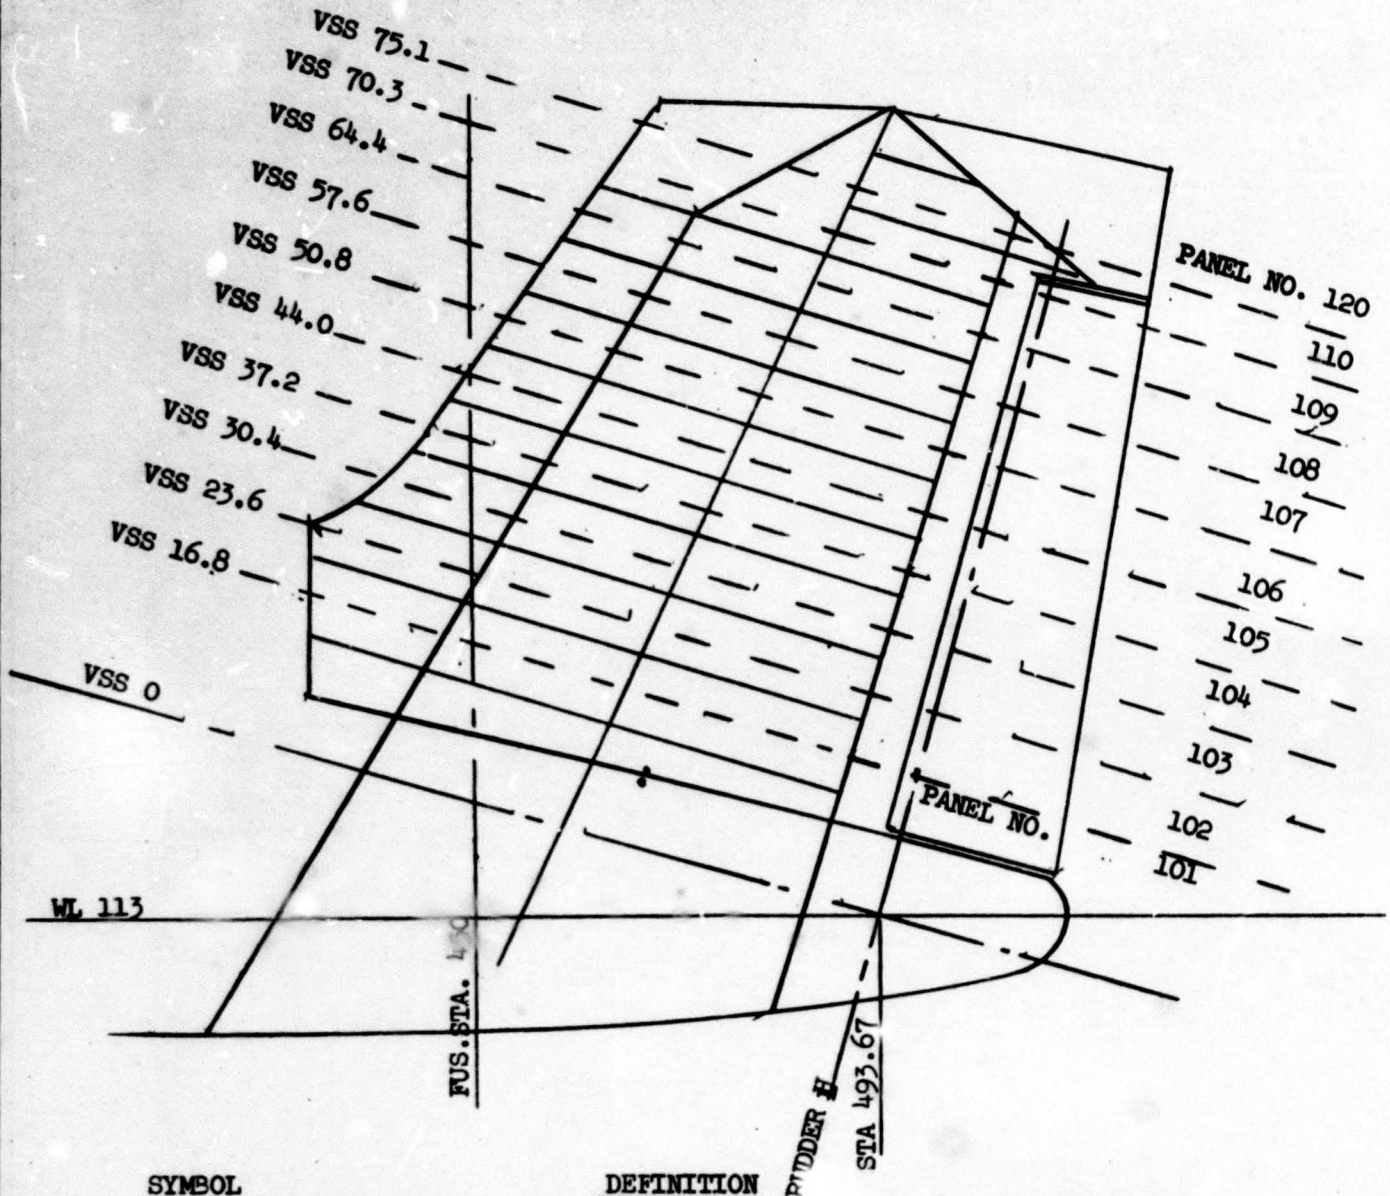 VSS 75.1
VSS 70.3
VSS 64.4
VSS 57.6
VSS 50.8
VSS 44.0
VSS 37.2
VSS 30.4
VSS 23.6
VSS 16.8
VSS 0
PANEL NO. 120
110
109
108
107
106
105
104
103
102
101
PANEL NO.
WL 113
FUS.STA.
RUDDER
STA 493.67
SYMBOL DEFINITION